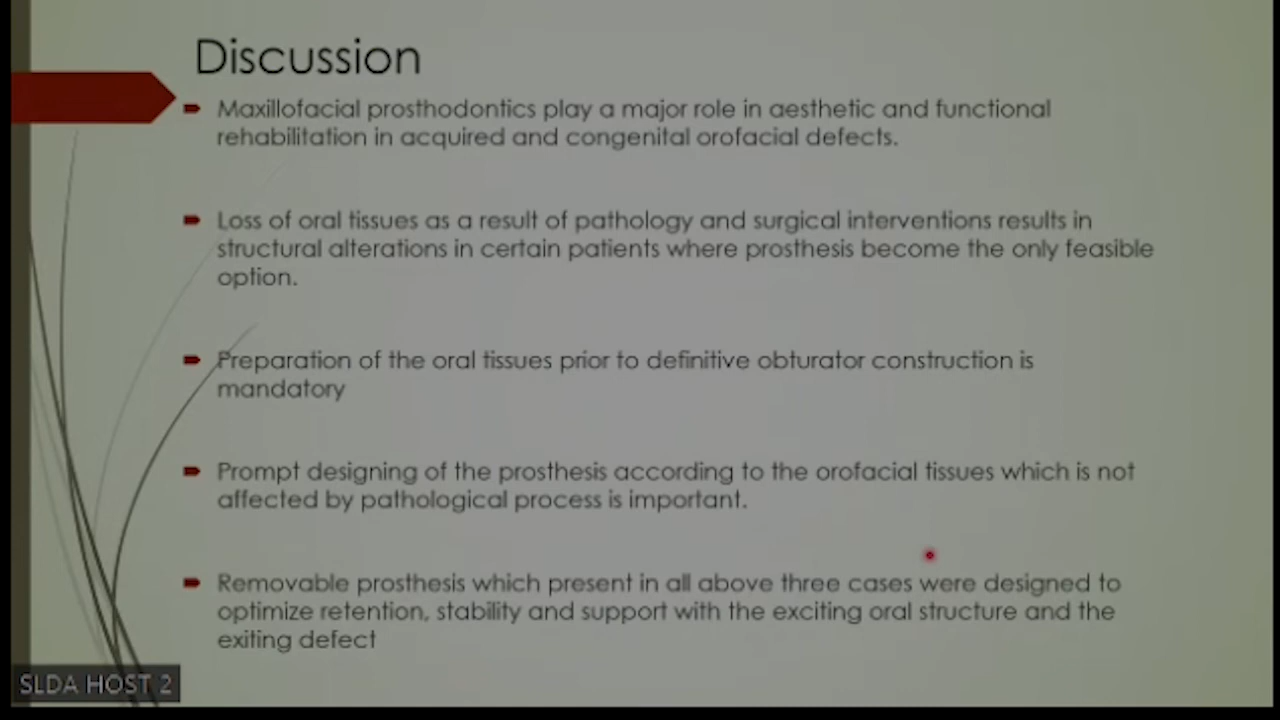 Discussion
Maxillofacial prosthodontics play a major role in aesthetic and functional
rehabilitation in acquired and congenital orofacial defects.
Loss of oral tissues as a result of pathology and surgical interventions results in
structural alterations in certain patients where prosthesis become the only feasible
option.
Preparation of the oral tissues prior to definitive obturator construction is
mandatory
Prompt designing of the prosthesis according to the orofacial tissues which is not
affected by pathological process is important.
Removable prosthesis which present in all above three cases were designed to
optimize retention, stability and support with the exciting oral structure and the
exiting defect
SLDA HOST 2